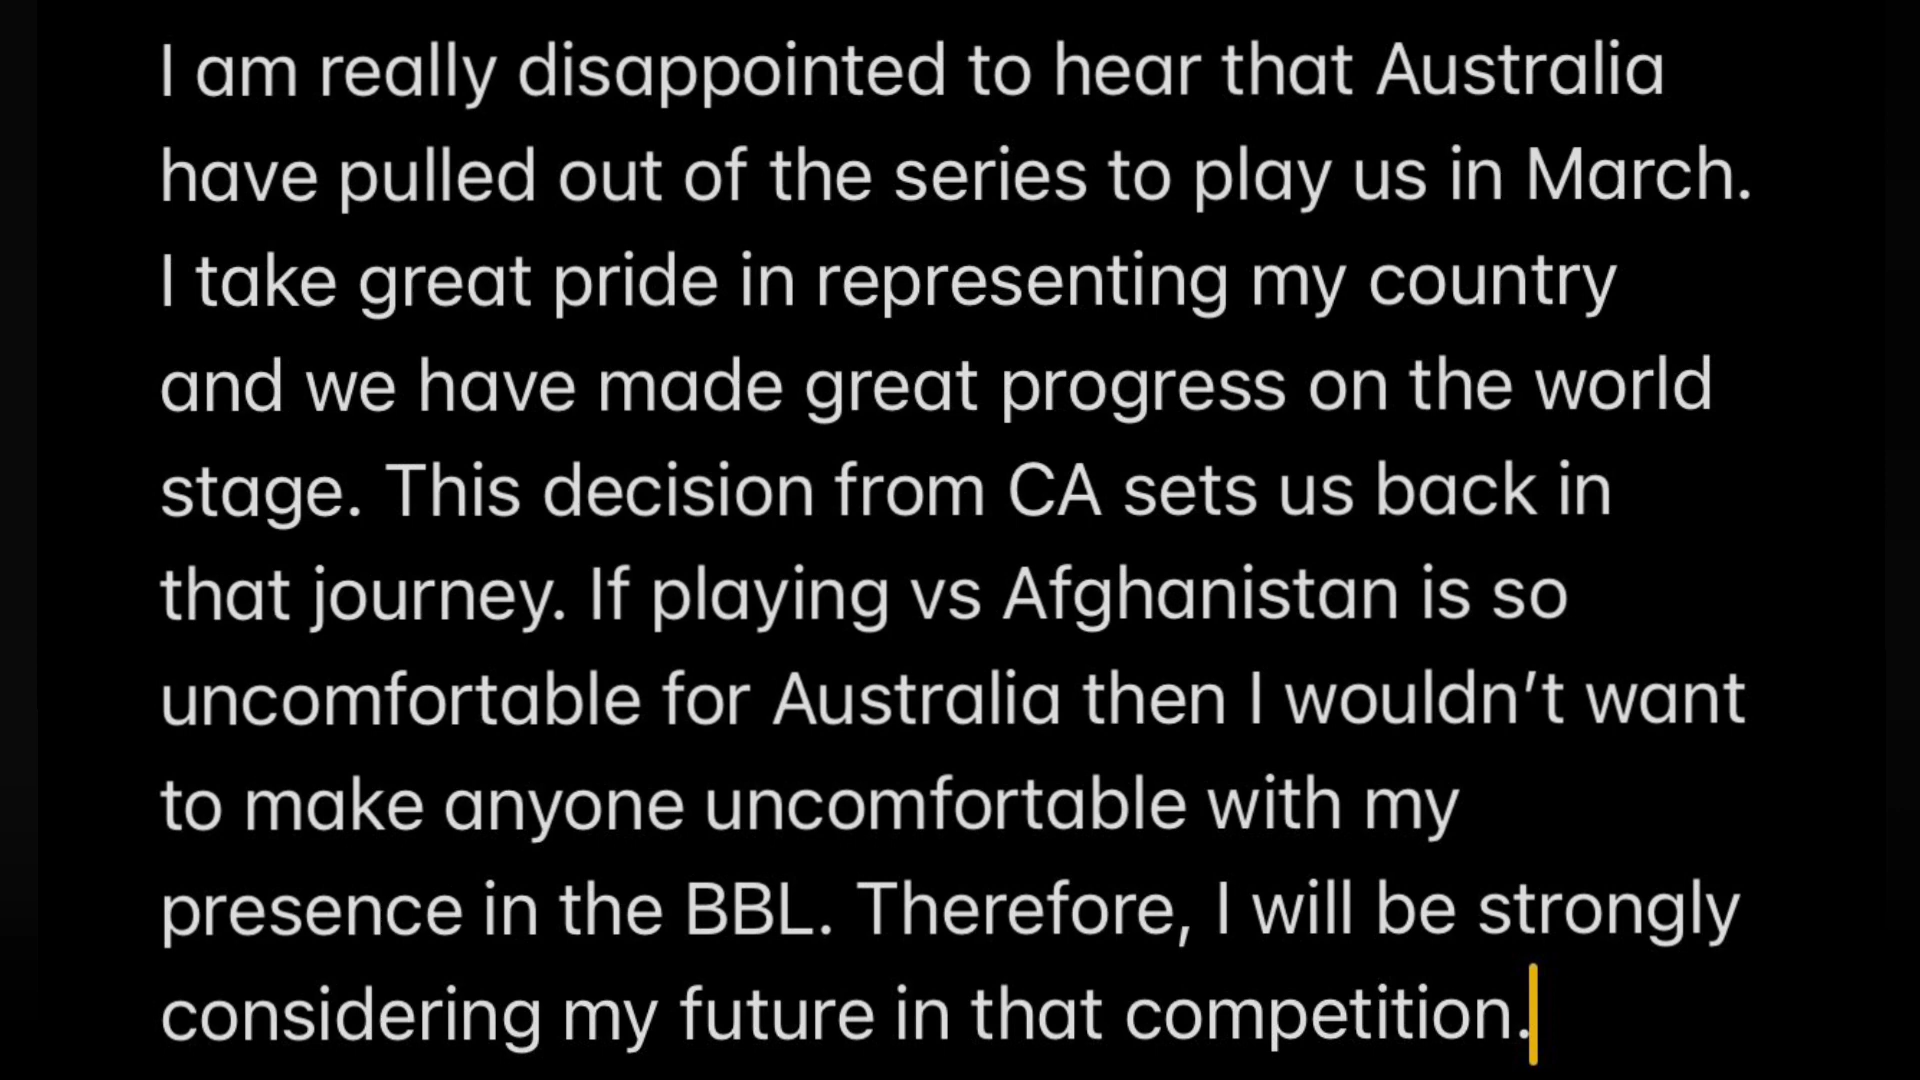 I am really disappointed to hear that Australia
have pulled out of the series to play us in March.
I take great pride in representing my country
and we have made great progress on the world
stage. This decision from CA sets us back in
that journey. If playing vs Afghanistan is so
uncomfortable for Australia then I wouldn’t want
to make anyone uncomfortable with my
presence in the BBL. Therefore, I will be strongly
considering my future in that competition.